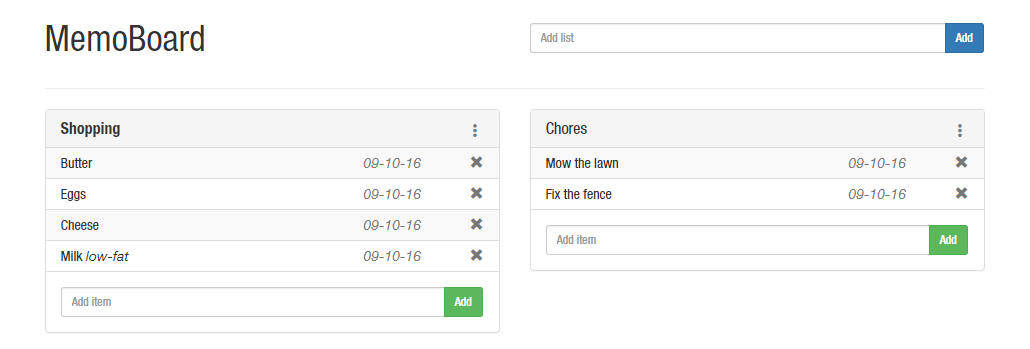 MemoBoard
Add list
Add
Shopping
Butter 09-10-16
Eggs 09-10-16
Cheese 09-10-16
Milk low-fat 09-10-16
Add item
Add
Chores
Mow the lawn 09-10-16
Fix the fence 09-10-16
Add item
Add